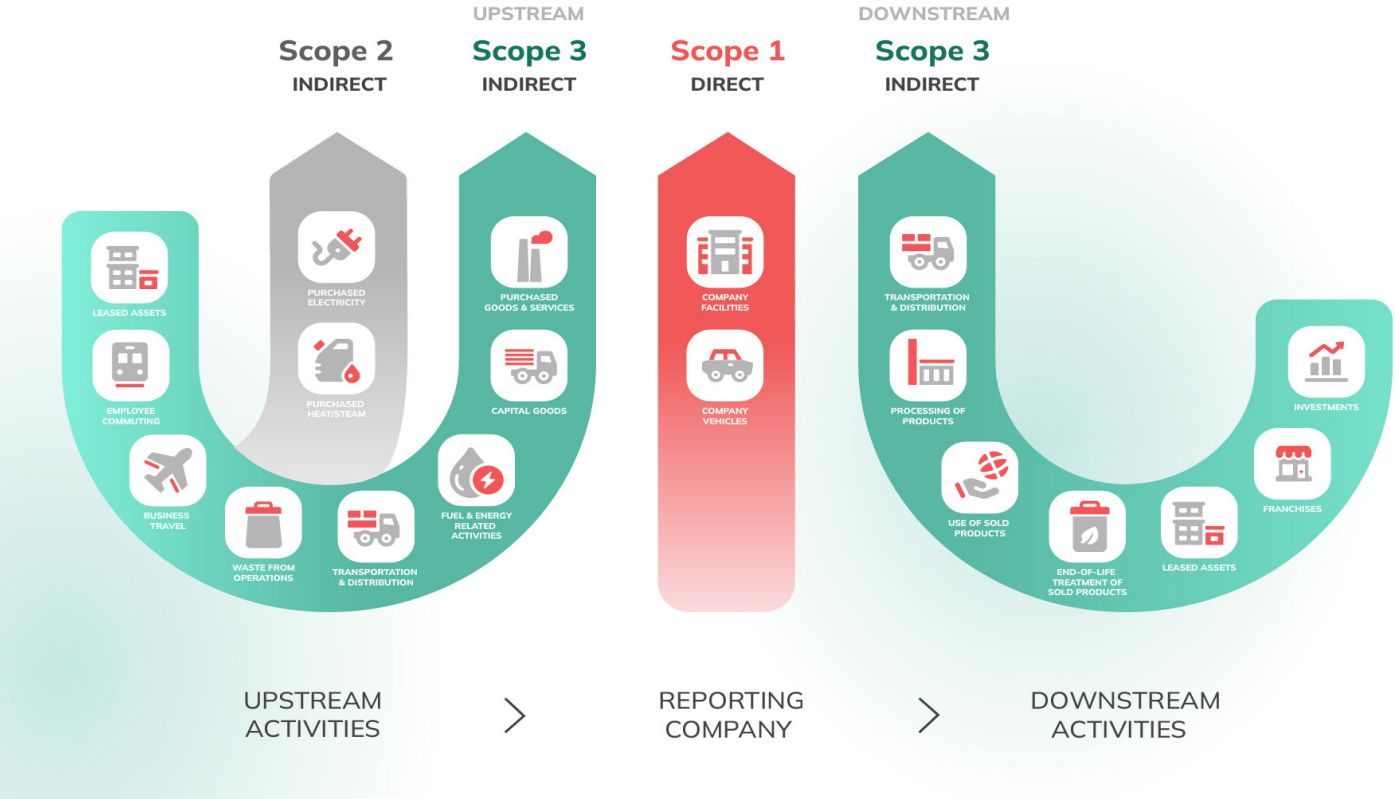 UPSTREAM
DOWNSTREAM
Scope 2
INDIRECT
Scope 3
INDIRECT
Scope 1
DIRECT
Scope 3
INDIRECT
LEASED ASSETS
EMPLOYEE
COMMUTING
BUSINESS
TRAVEL
WASTE FROM
OPERATIONS
TRANSPORTATION
& DISTRIBUTION
FUEL & ENERGY
RELATED
ACTIVITIES
CAPITAL GOODS
PURCHASED
GOODS & SERVICES
PURCHASED
ELECTRICITY
PURCHASED
HEAT/STEAM
COMPANY
FACILITIES
COMPANY
VEHICLES
TRANSPORTATION
& DISTRIBUTION
PROCESSING OF
PRODUCTS
USE OF SOLD
PRODUCTS
END-OF-LIFE
TREATMENT OF
SOLD PRODUCTS
LEASED ASSETS
FRANCHISES
INVESTMENTS
UPSTREAM
ACTIVITIES
REPORTING
COMPANY
DOWNSTREAM
ACTIVITIES